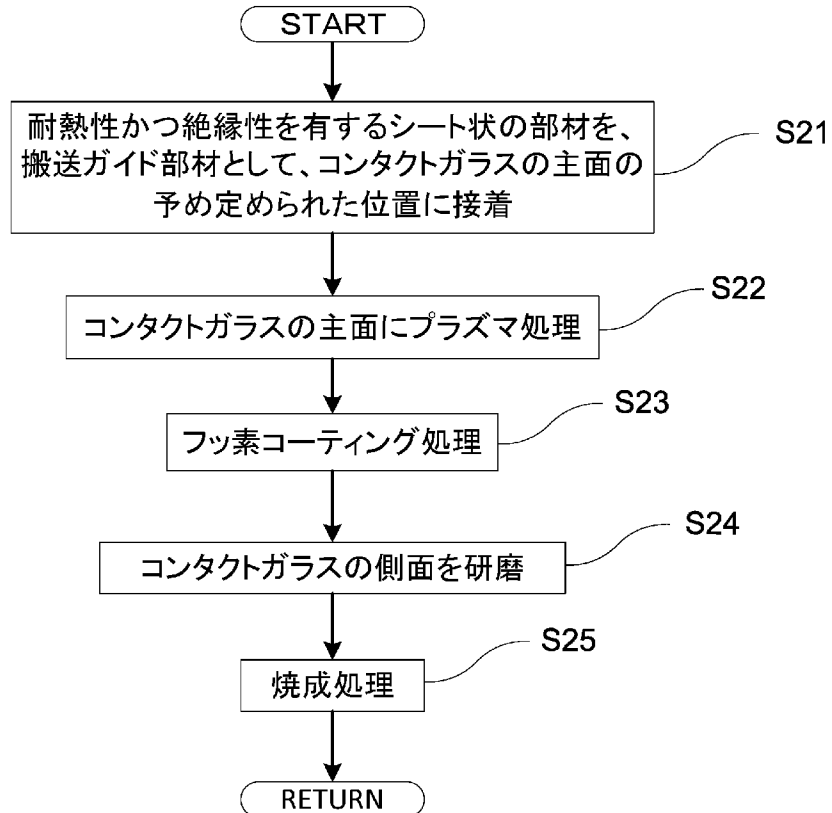 START
耐熱性かつ絶縁性を有するシート状の部材を、
搬送ガイド部材として、コンタクトガラスの主面の
予め定められた位置に接着
S21
コンタクトガラスの主面にプラズマ処理
S22
フッ素コーティング処理
S23
コンタクトガラスの側面を研磨
S24
焼成処理
S25
RETURN